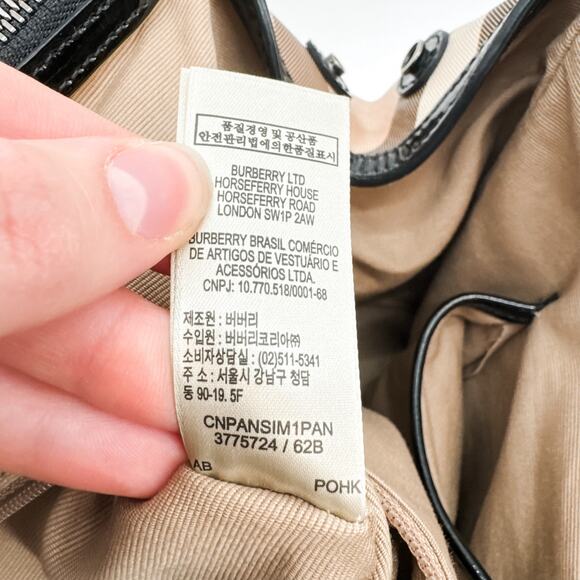 품질경영 및 공산품
안전관리법에의한품질표시
BURBERRY LTD
HORSEFERRY HOUSE
HORSEFERRY ROAD
LONDON SW1P 2AW
BURBERRY BRASIL COMÉRCIO
DE ARTIGOS DE VESTUÁRIO E
ACESSÓRIOS LTDA.
CNPJ: 10.770.518/0001-68
제조원 : 버버리
수입원 : 버버리코리아㈜
소비자상담실 : (02)511-5341
주 소 : 서울시 강남구 청담
동 90-19. 5F
CNPANSIM1PAN
3775724 / 62B
AB
POHK